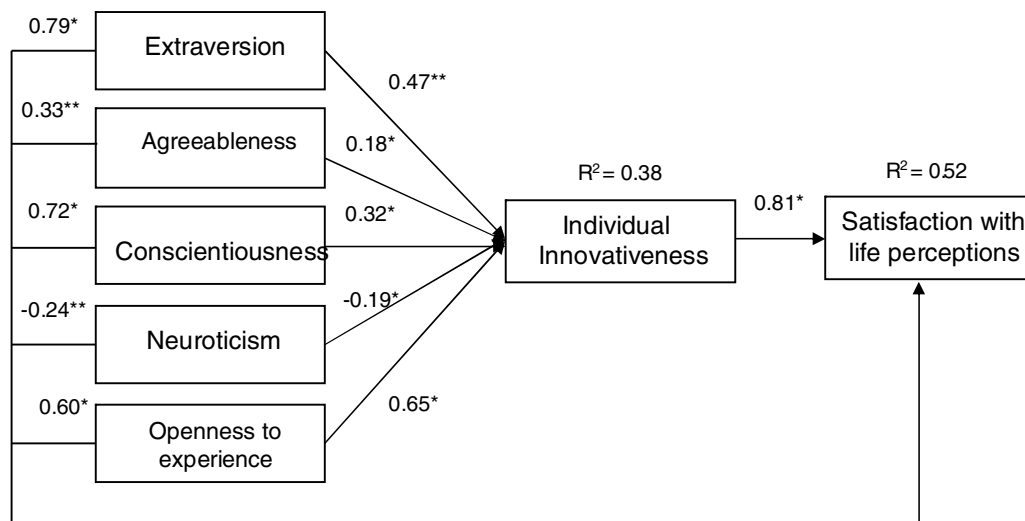 0.79*
Extraversion
0.47**
0.33**
Agreeableness
0.18*
R² = 0.38
R² = 0.52
0.72*
Conscientiousness
0.32*
Individual
Innovativeness
0.81*
Satisfaction with
life perceptions
-0.24**
Neuroticism
-0.19*
0.60*
Openness to
experience
0.65*